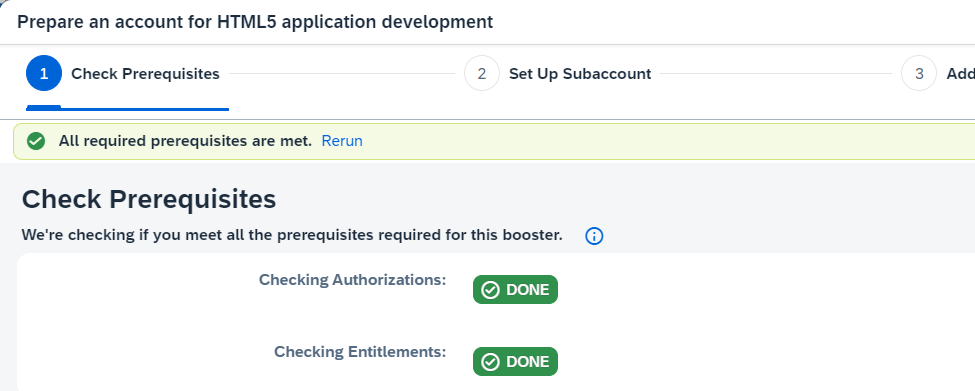 Prepare an account for HTML5 application development
1 Check Prerequisites 2 Set Up Subaccount 3 Add
All required prerequisites are met. Rerun
Check Prerequisites
We're checking if you meet all the prerequisites required for this booster.
Checking Authorizations: DONE
Checking Entitlements: DONE